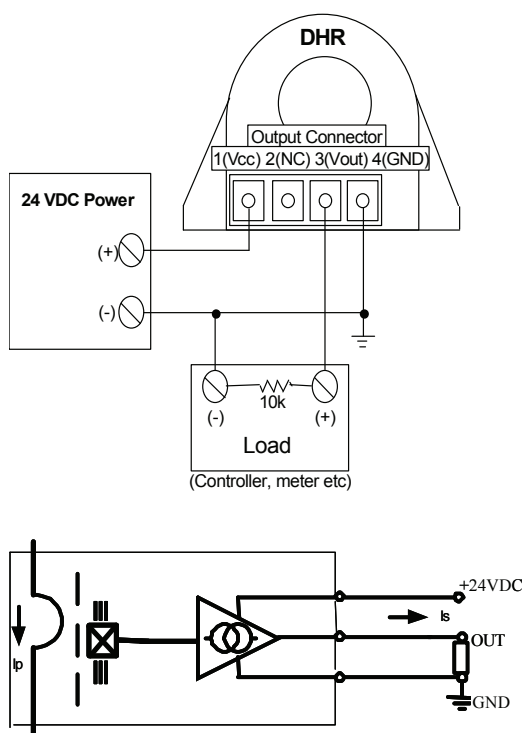 DHR
Output Connector
1(Vcc) 2(NC) 3(Vout) 4(GND)
24 VDC Power
(+)
(-)
(-) 10k (+)
Load
(Controller, meter etc)
+24VDC
Is
OUT
Ip
GND